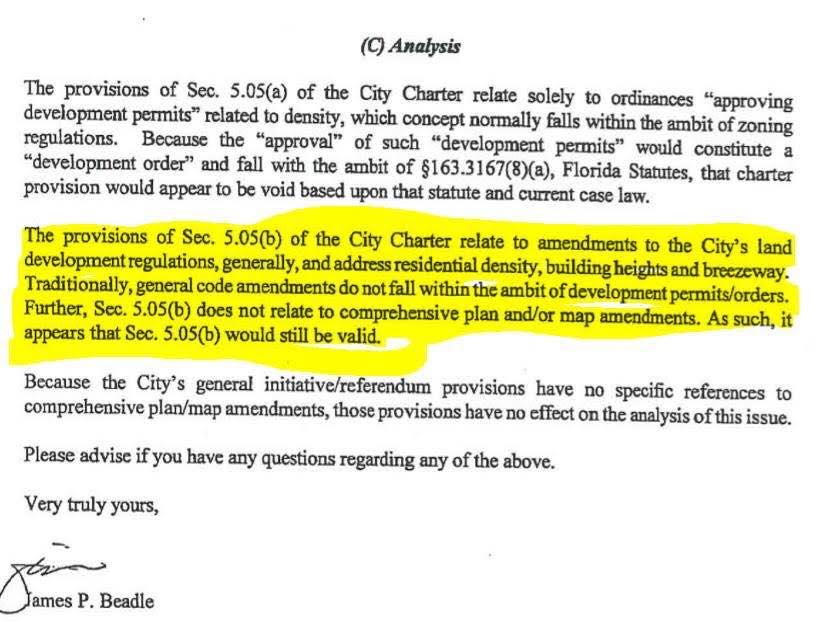 (C) Analysis
The provisions of Sec. 5.05(a) of the City Charter relate solely to ordinances “approving
development permits” related to density, which concept normally falls within the ambit of zoning
regulations. Because the “approval” of such “development permits” would constitute a
“development order” and fall with the ambit of §163.3167(8)(a), Florida Statutes, that charter
provision would appear to be void based upon that statute and current case law.
The provisions of Sec. 5.05(b) of the City Charter relate to amendments to the City’s land
development regulations, generally, and address residential density, building heights and breezeway.
Traditionally, general code amendments do not fall within the ambit of development permits/orders.
Further, Sec. 5.05(b) does not relate to comprehensive plan and/or map amendments. As such, it
appears that Sec. 5.05(b) would still be valid.
Because the City’s general initiative/referendum provisions have no specific references to
comprehensive plan/map amendments, those provisions have no effect on the analysis of this issue.
Please advise if you have any questions regarding any of the above.
Very truly yours,
James P. Beadle